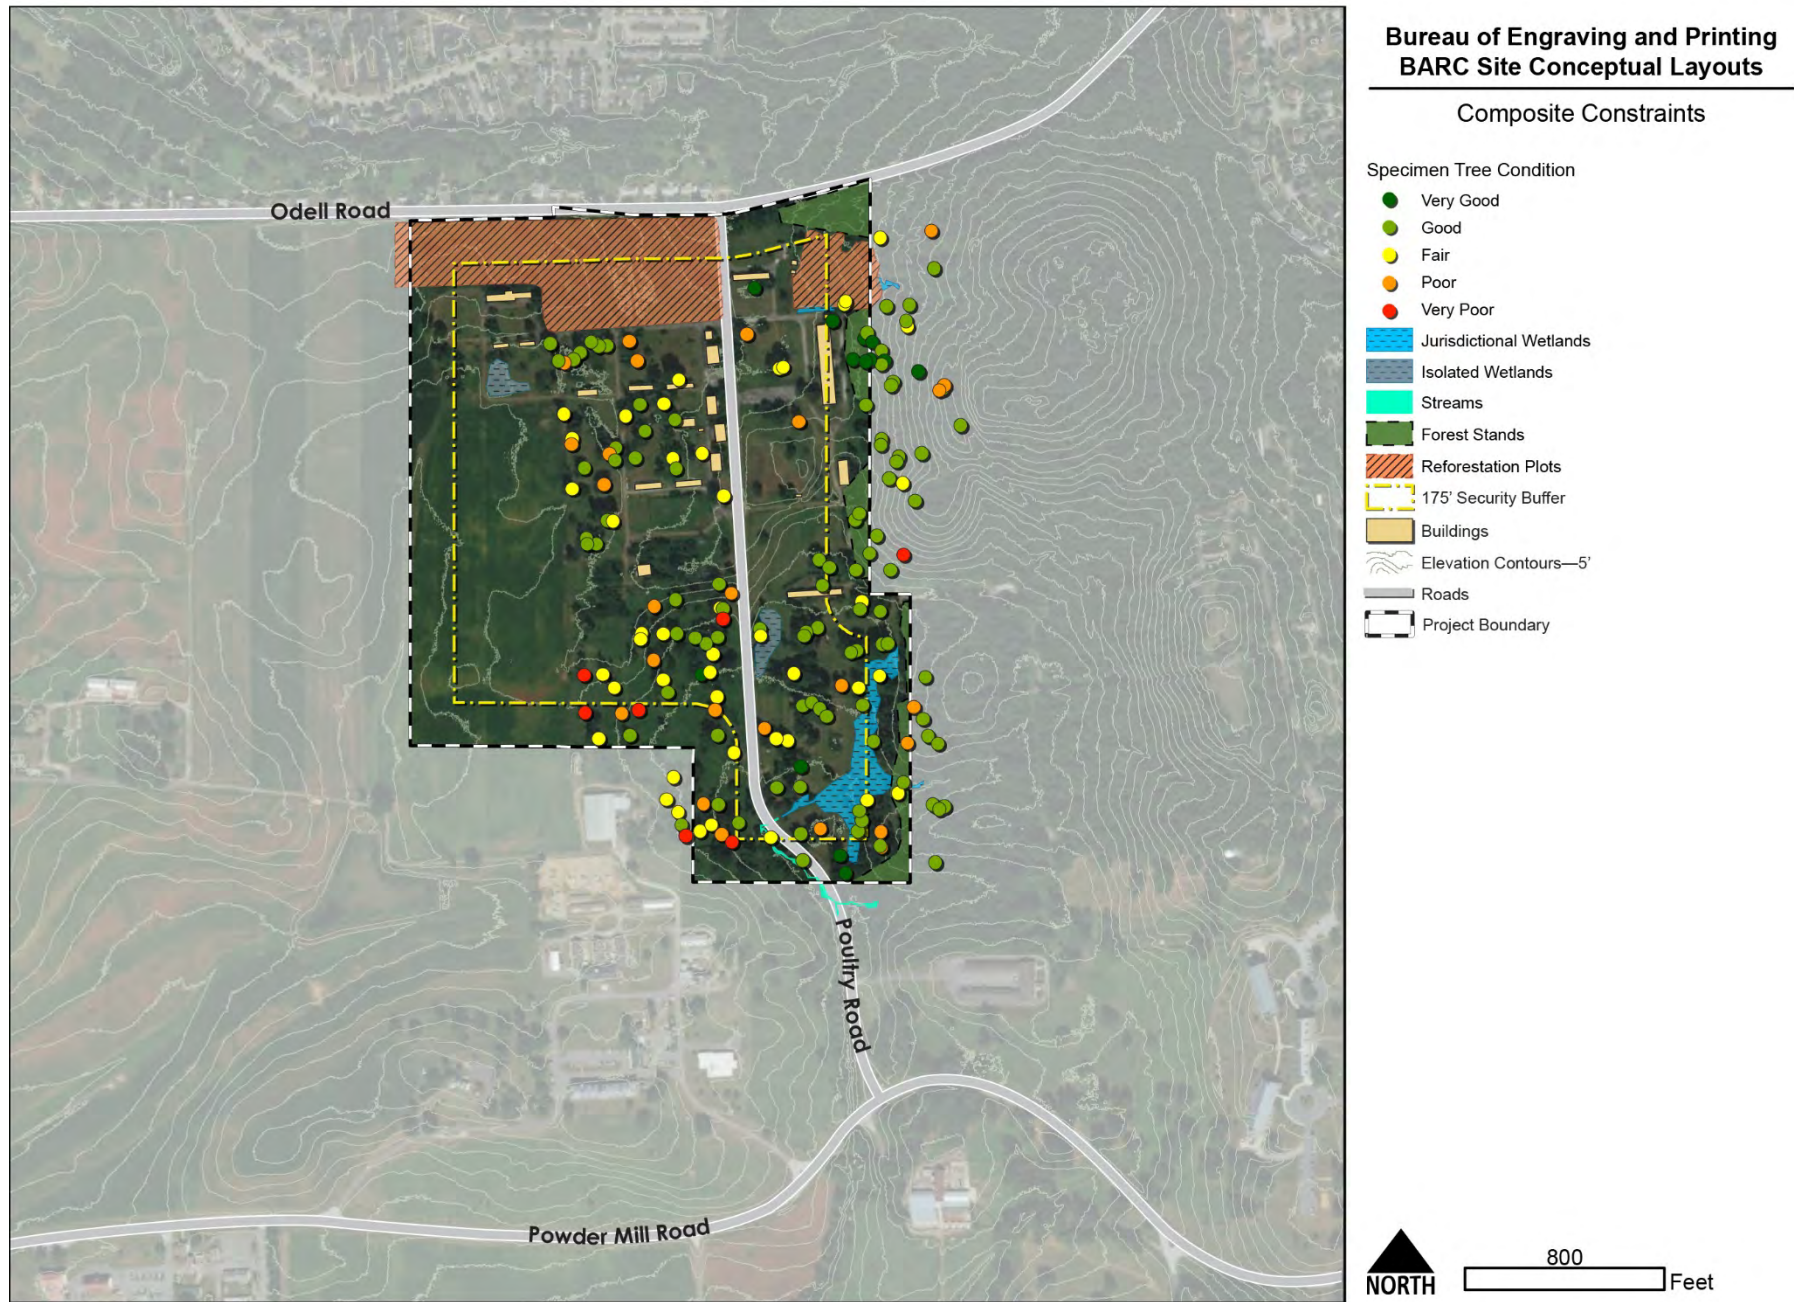 Bureau of Engraving and Printing
BARC Site Conceptual Layouts
Composite Constraints
Specimen Tree Condition
Very Good
Good
Fair
Poor
Very Poor
Jurisdictional Wetlands
Isolated Wetlands
Streams
Forest Stands
Reforestation Plots
175' Security Buffer
Buildings
Elevation Contours—5'
Roads
Project Boundary
Odell Road
Poultry Road
Powder Mill Road
NORTH
800
Feet